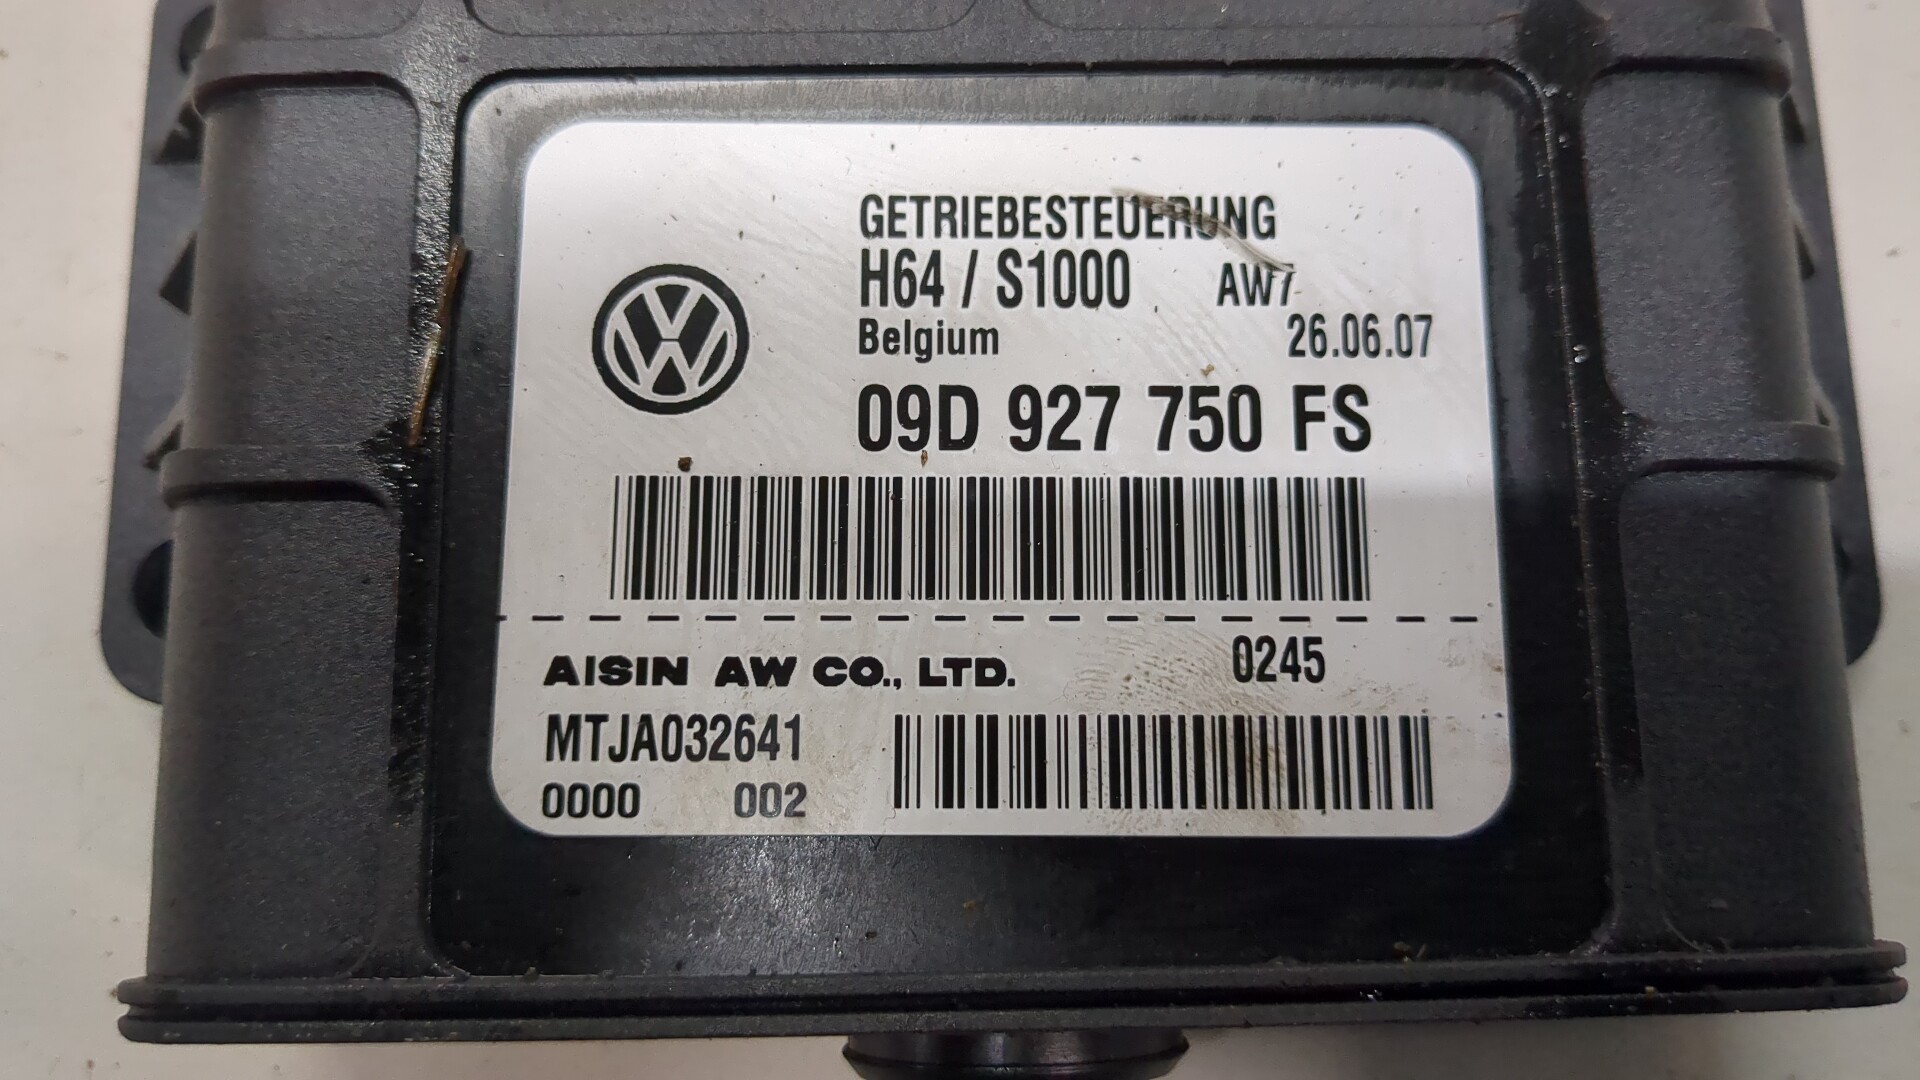 GETRIEBESTEUERUNG
H64 / S1000 AW7
Belgium 26.06.07
09D 927 750 FS
AISIN AW CO., LTD. 0245
MTJA032641
0000 002